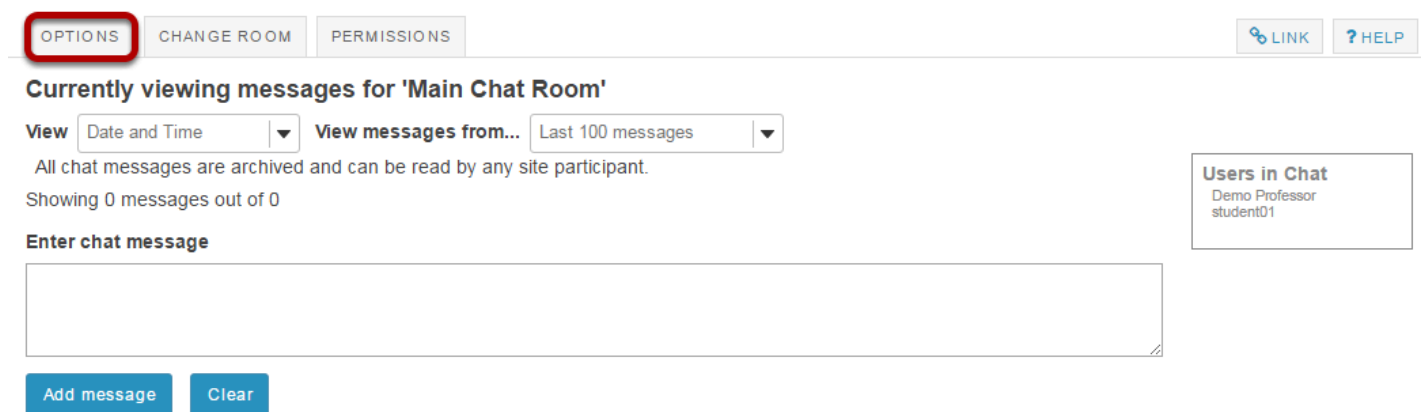 OPTIONS CHANGE ROOM PERMISSIONS LINK ? HELP
Currently viewing messages for 'Main Chat Room'
View Date and Time View messages from... Last 100 messages
All chat messages are archived and can be read by any site participant.
Showing 0 messages out of 0
Users in Chat
Demo Professor
student01
Enter chat message
Add message Clear